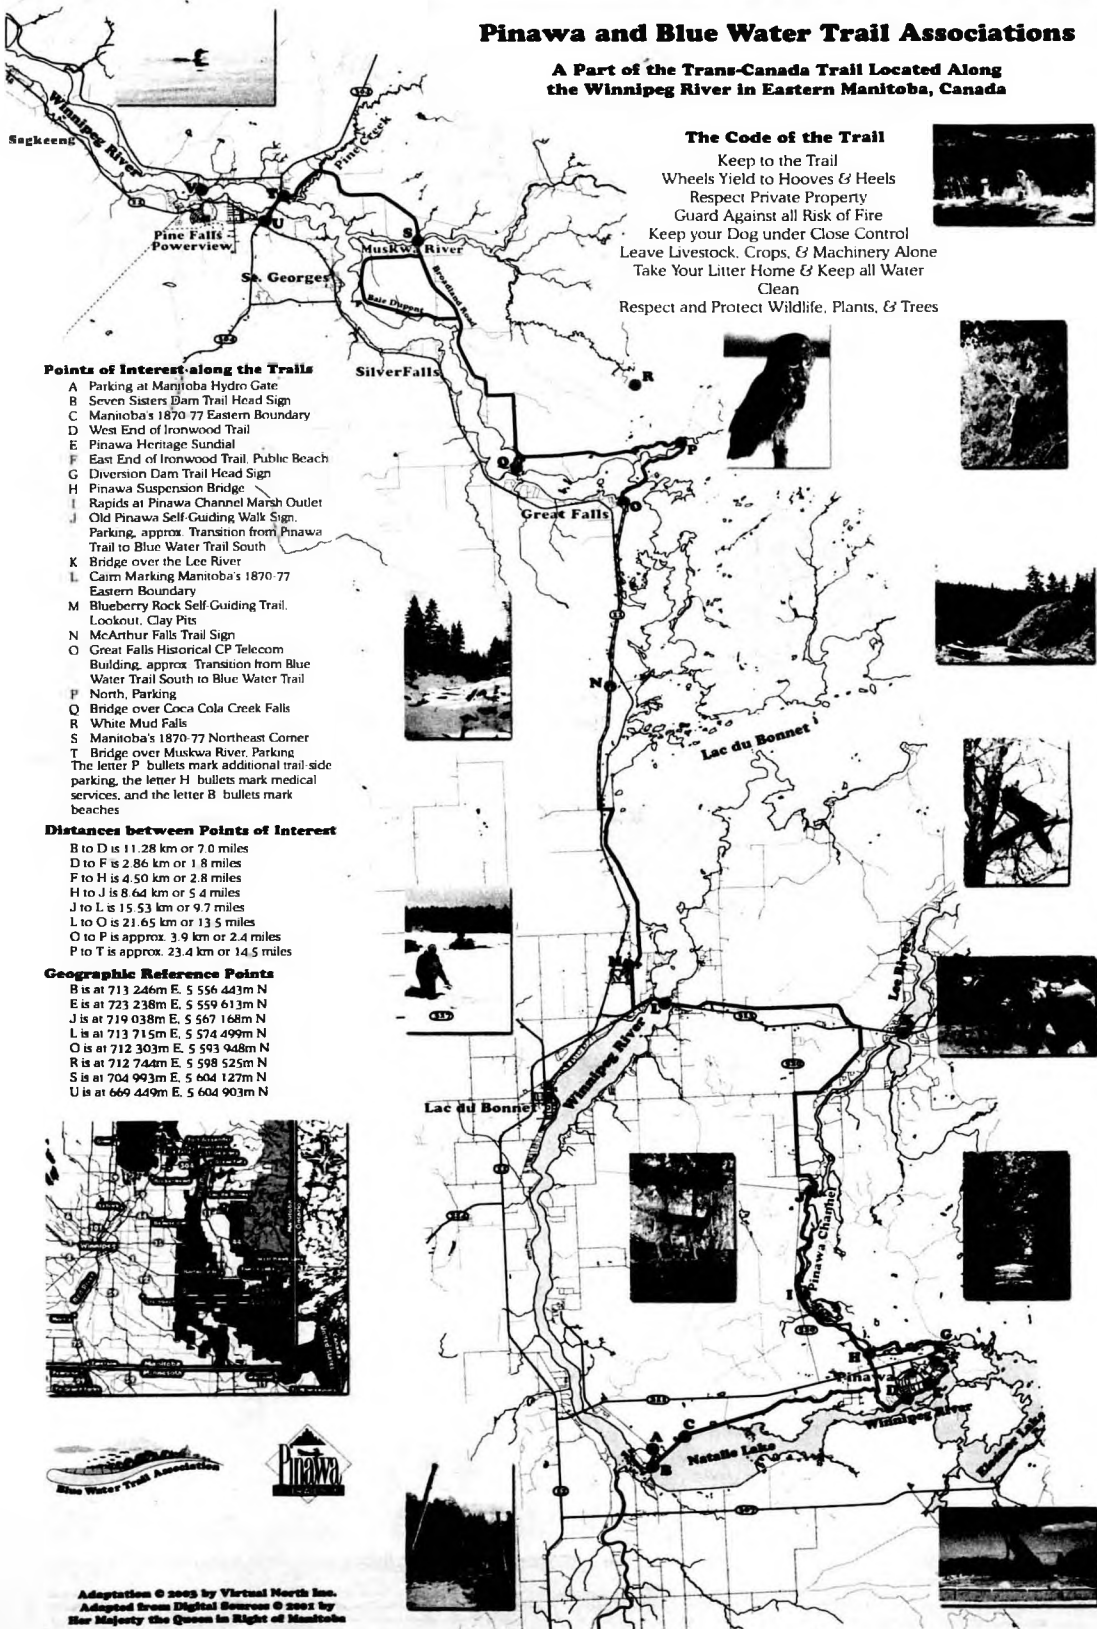 Pinawa and Blue Water Trail Associations
A Part of the Trans-Canada Trail Located Along
the Winnipeg River in Eastern Manitoba, Canada
The Code of the Trail
Keep to the Trail
Wheels Yield to Hooves & Heels
Respect Private Property
Guard Against all Risk of Fire
Keep your Dog under Close Control
Leave Livestock, Crops, & Machinery Alone
Take Your Litter Home & Keep all Water
Clean
Respect and Protect Wildlife, Plants, & Trees
Winnipeg River
Sagkeeng
Pine Creek
Pine Falls
Powerview
V
T
U
S
Muskwa River
St. Georges
Broadland Road
Baie Dupont
Silver Falls
R
P
Q
Great Falls
O
11
N
Lac du Bonnet
Points of Interest along the Trails
A Parking at Manitoba Hydro Gate
B Seven Sisters Dam Trail Head Sign
C Manitoba's 1870-77 Eastern Boundary
D West End of Ironwood Trail
E Pinawa Heritage Sundial
F East End of Ironwood Trail, Public Beach
G Diversion Dam Trail Head Sign
H Pinawa Suspension Bridge
I Rapids at Pinawa Channel Marsh Outlet
J Old Pinawa Self-Guiding Walk Sign,
Parking, approx. Transition from Pinawa
Trail to Blue Water Trail South
K Bridge over the Lee River
L Cairn Marking Manitoba's 1870-77
Eastern Boundary
M Blueberry Rock Self-Guiding Trail,
Lookout, Clay Pits
N McArthur Falls Trail Sign
O Great Falls Historical CP Telecom
Building, approx. Transition from Blue
Water Trail South to Blue Water Trail
P North, Parking
Q Bridge over Coca Cola Creek Falls
R White Mud Falls
S Manitoba's 1870-77 Northeast Corner
T Bridge over Muskwa River, Parking
The letter P bullets mark additional trail-side
parking, the letter H bullets mark medical
services, and the letter B bullets mark
beaches
Distances between Points of Interest
B to D is 11.28 km or 7.0 miles
D to F is 2.86 km or 1.8 miles
F to H is 4.50 km or 2.8 miles
H to J is 8.64 km or 5.4 miles
J to L is 15.53 km or 9.7 miles
L to O is 21.65 km or 13.5 miles
O to P is approx. 3.9 km or 2.4 miles
P to T is approx. 23.4 km or 14.5 miles
Geographic Reference Points
B is at 713 246m E, 5 556 443m N
E is at 723 238m E, 5 559 613m N
J is at 719 038m E, 5 567 168m N
L is at 713 715m E, 5 574 499m N
O is at 712 303m E, 5 593 948m N
R is at 712 744m E, 5 598 525m N
S is at 704 993m E, 5 604 127m N
U is at 669 449m E, 5 604 903m N
Lee River
M
L
Winnipeg River
Lac du Bonnet
J
Pinawa Channel
I
H
G
Pinawa
D
Winnipeg River
A
C
B
Natalie Lake
Eleanor Lake
Winnipeg
Blue Water Trail Association
Pinawa
Adaptation © 2003 by Virtual North Inc.
Adapted from Digital Sources © 2001 by
Her Majesty the Queen in Right of Manitoba